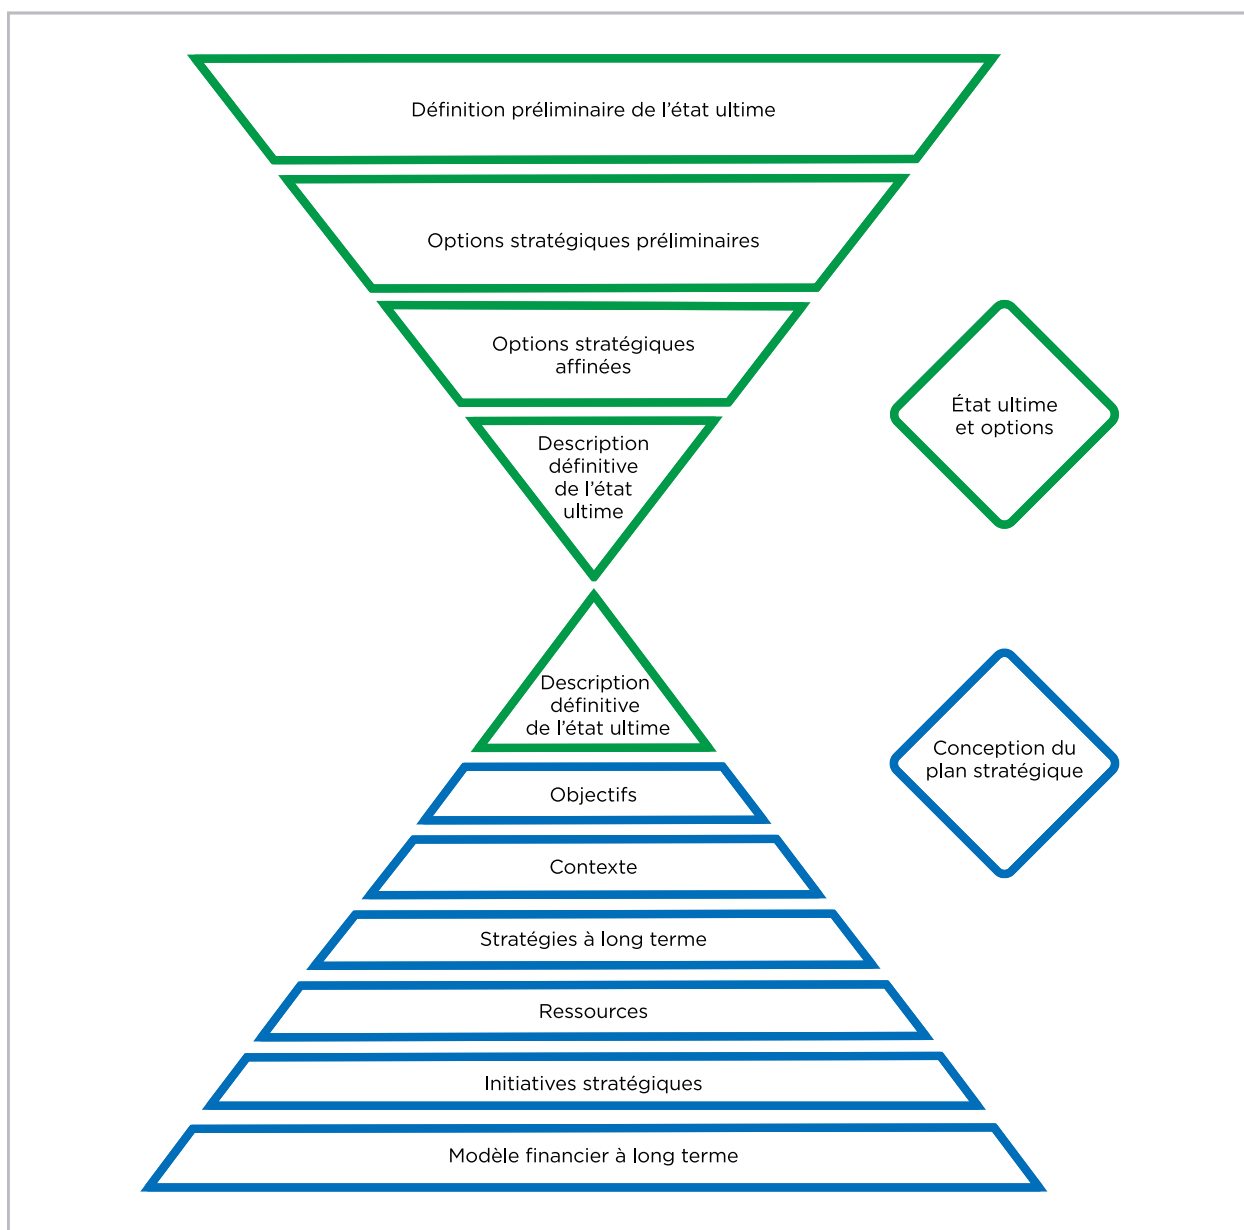 Définition préliminaire de l’état ultime
Options stratégiques préliminaires
Options stratégiques
affinées
Description
définitive
de l’état
ultime
État ultime
et options
Description
définitive
de l’état ultime
Objectifs
Contexte
Stratégies à long terme
Ressources
Initiatives stratégiques
Modèle financier à long terme
Conception du
plan stratégique